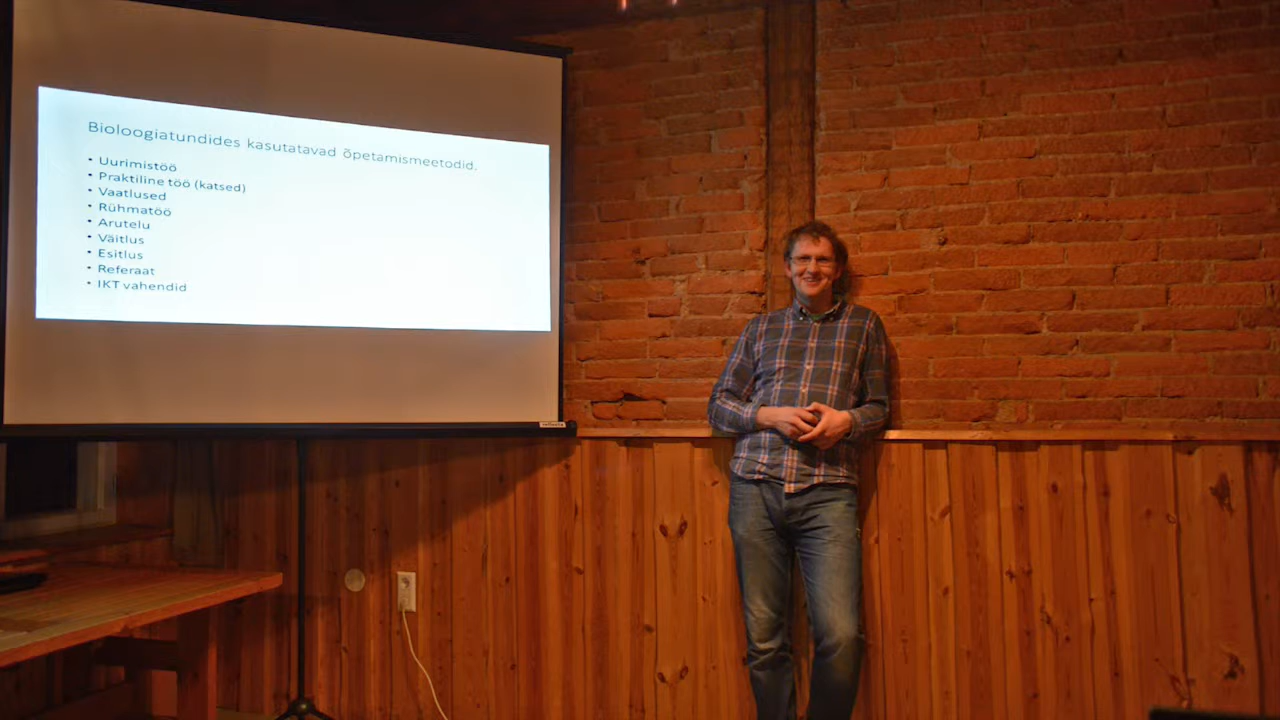 Bioloogiatundides kasutatavad õpetamismeetodid.
• Uurimistöö
• Praktiline töö (katsed)
• Vaatlused
• Rühmatöö
• Arutelu
• Väitlus
• Esitlus
• Referaat
• IKT vahendid